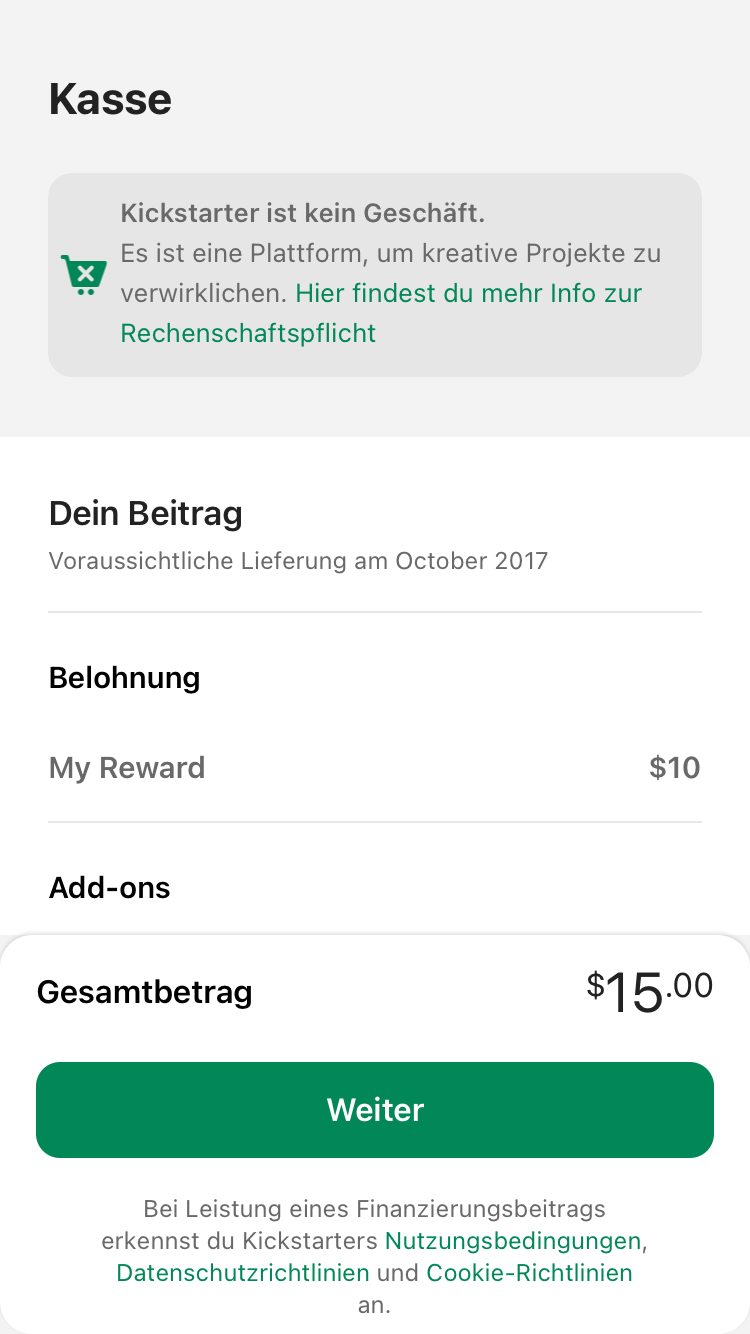 Kasse
Kickstarter ist kein Geschäft.
Es ist eine Plattform, um kreative Projekte zu
verwirklichen. Hier findest du mehr Info zur
Rechenschaftspflicht
Dein Beitrag
Voraussichtliche Lieferung am October 2017
Belohnung
My Reward $10
Add-ons
Gesamtbetrag $15.00
Weiter
Bei Leistung eines Finanzierungsbeitrags
erkennst du Kickstarters Nutzungsbedingungen,
Datenschutzrichtlinien und Cookie-Richtlinien
an.